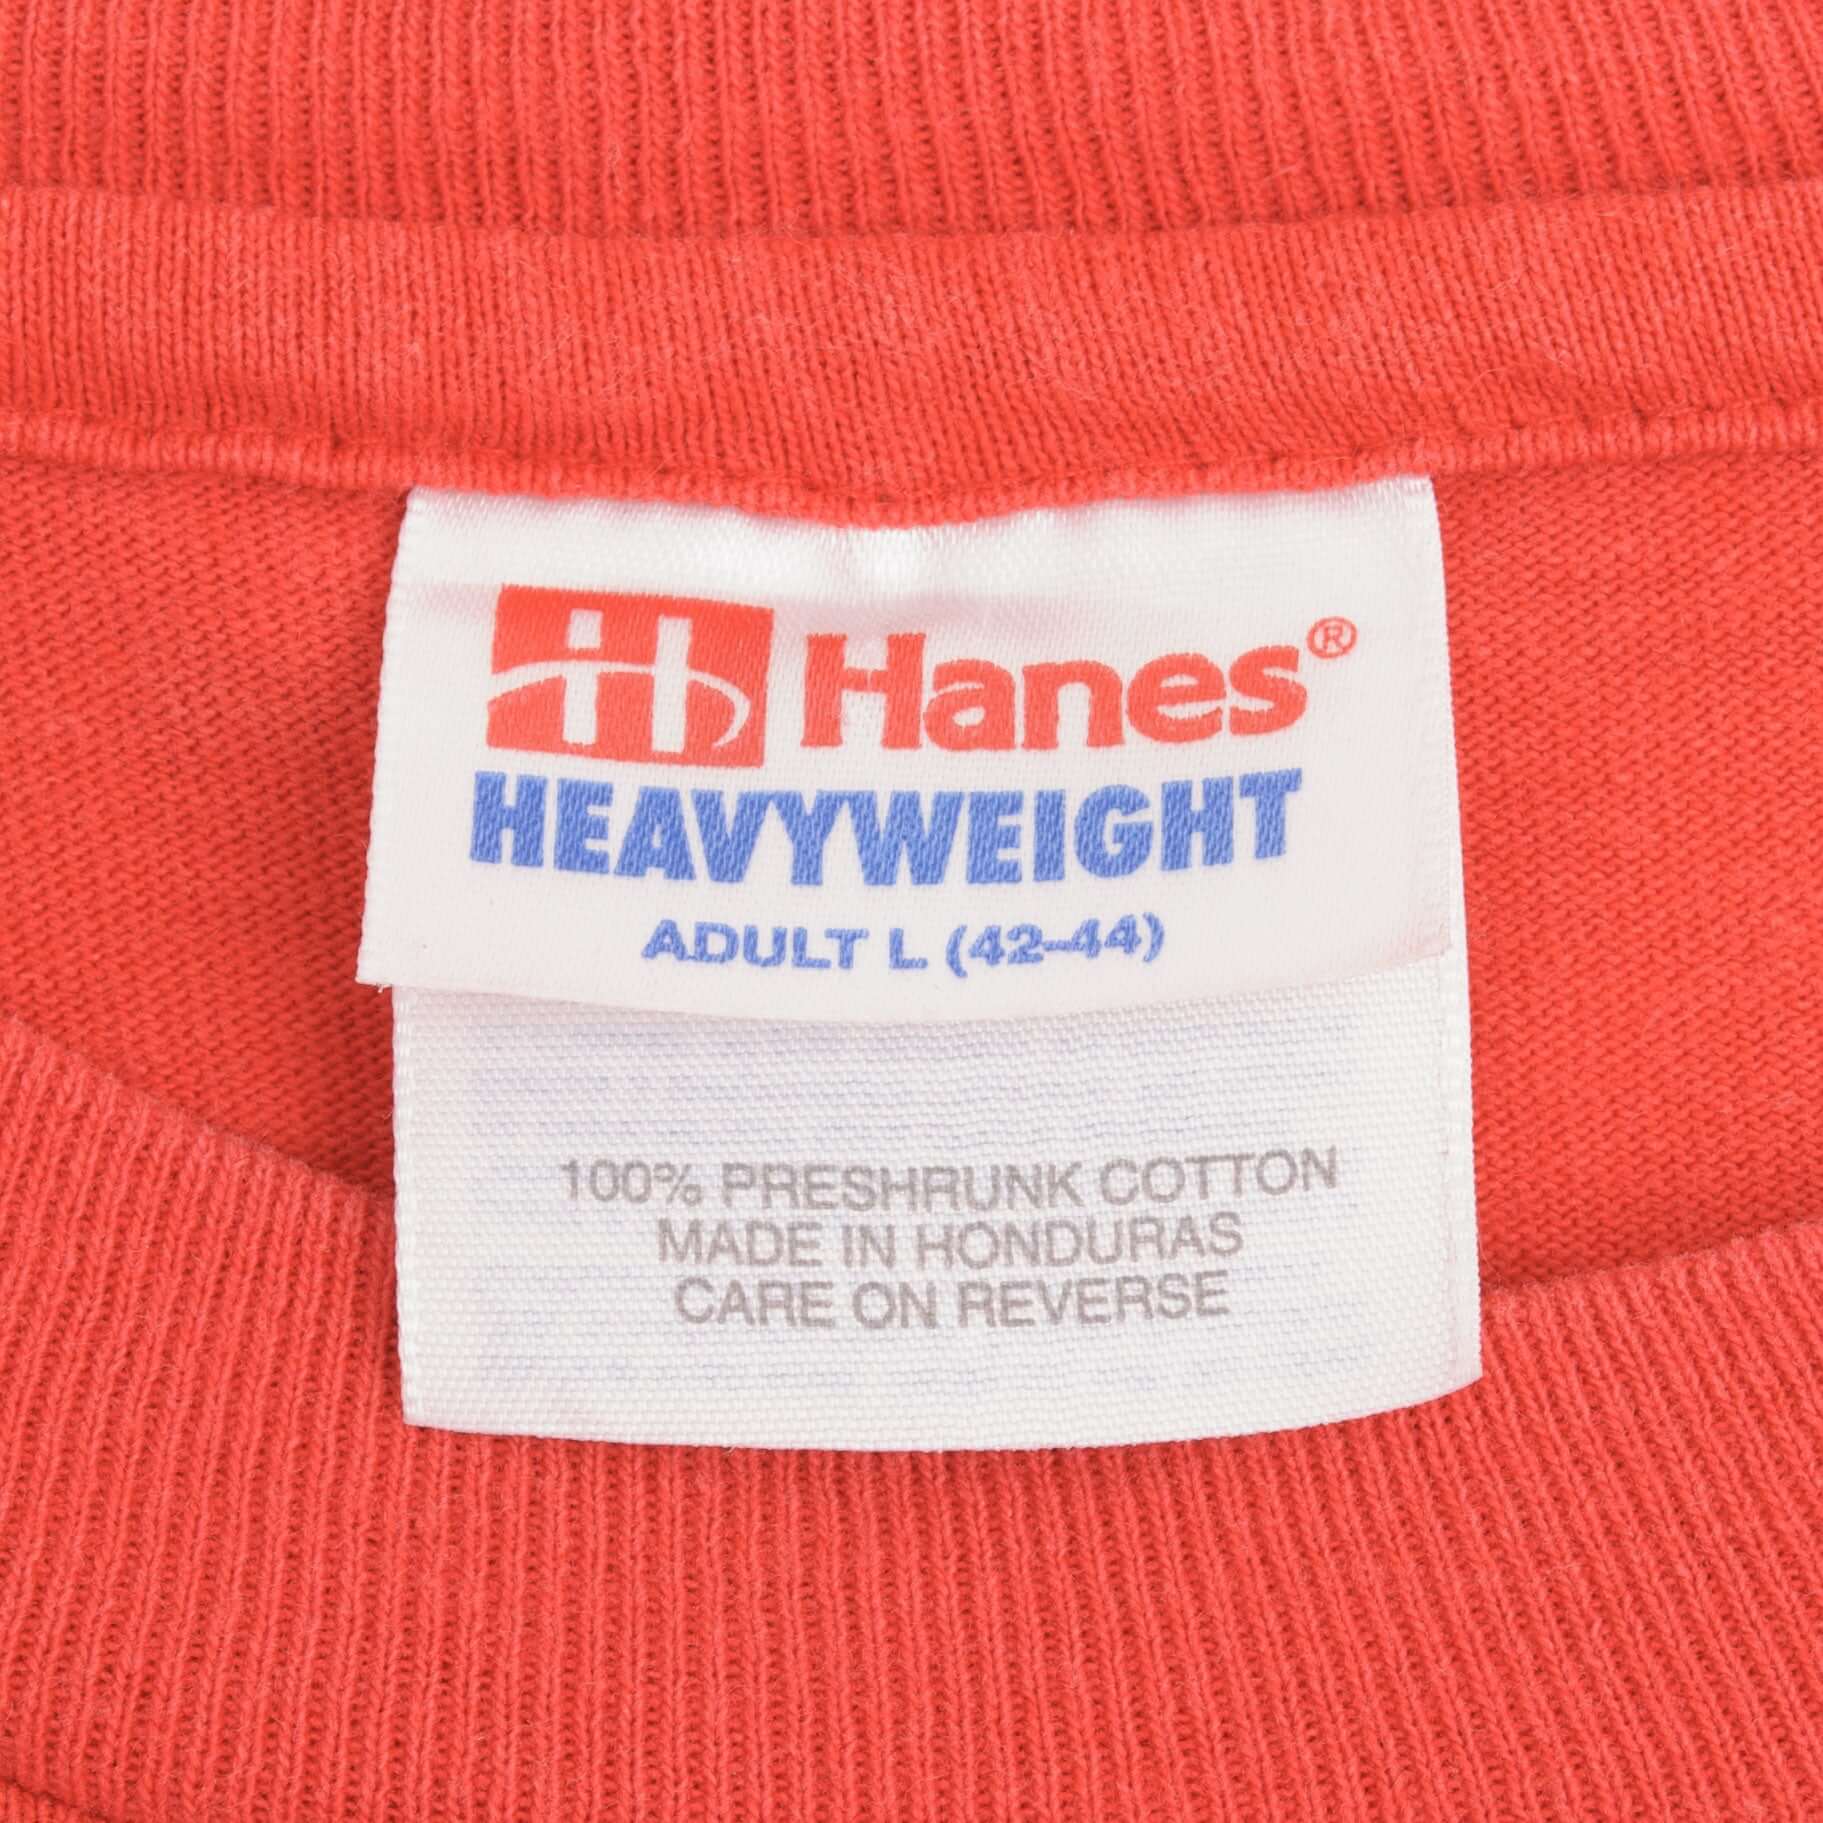 H Hanes®
HEAVYWEIGHT
ADULT L (42-44)
100% PRESHRUNK COTTON
MADE IN HONDURAS
CARE ON REVERSE